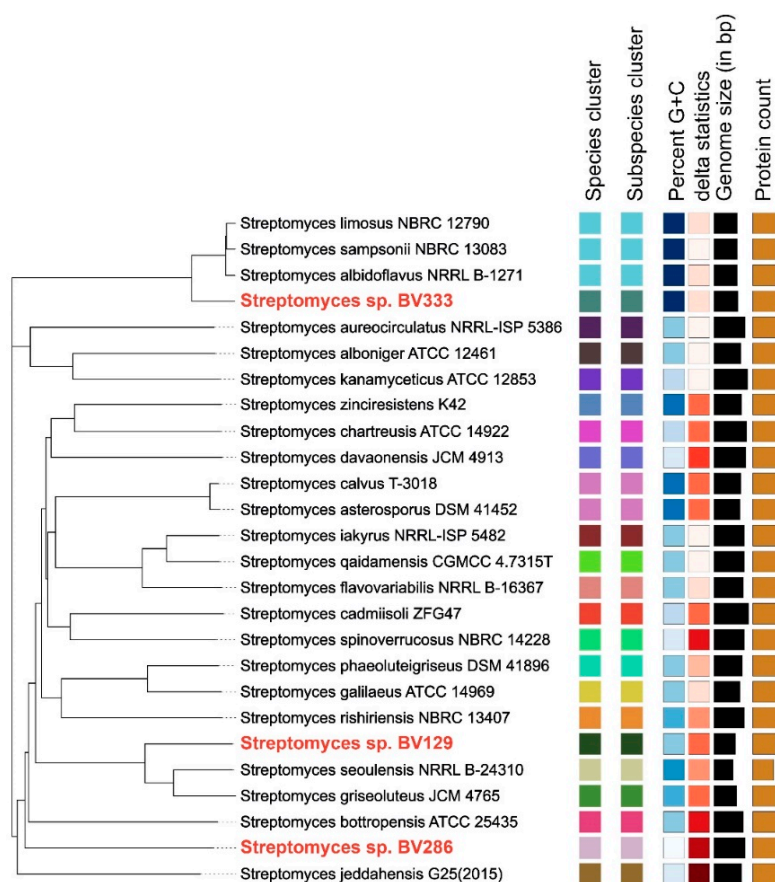 Species cluster
Subspecies cluster
Percent G+C
delta statistics
Genome size (in bp)
Protein count
Streptomyces limosus NBRC 12790
Streptomyces sampsonii NBRC 13083
Streptomyces albidoflavus NRRL B-1271
Streptomyces sp. BV333
Streptomyces aureocirculatus NRRL-ISP 5386
Streptomyces alboniger ATCC 12461
Streptomyces kanamyceticus ATCC 12853
Streptomyces zinciresistens K42
Streptomyces chartreusis ATCC 14922
Streptomyces davaonensis JCM 4913
Streptomyces calvus T-3018
Streptomyces asterosporus DSM 41452
Streptomyces iakyrus NRRL-ISP 5482
Streptomyces qaidamensis CGMCC 4.7315T
Streptomyces flavovariabilis NRRL B-16367
Streptomyces cadmiisoli ZFG47
Streptomyces spinoverrucosus NBRC 14228
Streptomyces phaeoluteigriseus DSM 41896
Streptomyces galilaeus ATCC 14969
Streptomyces rishiriensis NBRC 13407
Streptomyces sp. BV129
Streptomyces seoulensis NRRL B-24310
Streptomyces griseoluteus JCM 4765
Streptomyces bottropensis ATCC 25435
Streptomyces sp. BV286
Streptomyces jeddahensis G25(2015)